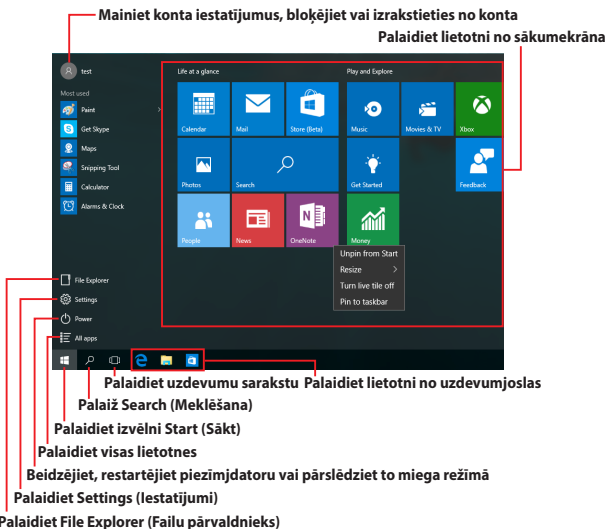 Mainiet konta iestatījumus, bloķējiet vai izrakstieties no konta
Palaidiet lietotni no sākumekrāna
test
Life at a glance
Play and Explore
Most used
Paint
Get Skype
Maps
Snipping Tool
Calculator
Alarms & Clock
Calendar
Mail
Store (Beta)
Music
Movies & TV
Xbox
Photos
Search
Get Started
Feedback
People
News
OneNote
Money
Unpin from Start
Resize
Turn live tile off
Pin to taskbar
File Explorer
Settings
Power
All apps
Palaidiet uzdevumu sarakstu
Palaidiet lietotni no uzdevumjoslas
Palaiž Search (Meklēšana)
Palaidiet izvēlni Start (Sākt)
Palaidiet visas lietotnes
Beidzējiet, restartējiet piezīmjdatoru vai pārslēdziet to miega režīmā
Palaidiet Settings (Iestatījumi)
Palaidiet File Explorer (Failu pārvaldnieks)